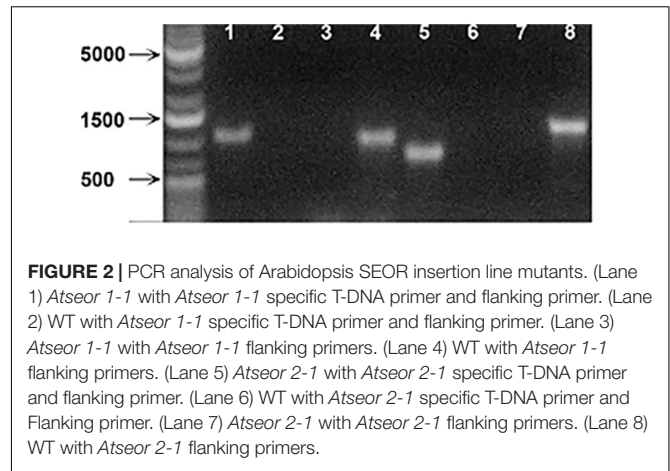 1 2 3 4 5 6 7 8
5000
1500
500
FIGURE 2 | PCR analysis of Arabidopsis SEOR insertion line mutants. (Lane
1) Atseor 1-1 with Atseor 1-1 specific T-DNA primer and flanking primer. (Lane
2) WT with Atseor 1-1 specific T-DNA primer and flanking primer. (Lane 3)
Atseor 1-1 with Atseor 1-1 flanking primers. (Lane 4) WT with Atseor 1-1
flanking primers. (Lane 5) Atseor 2-1 with Atseor 2-1 specific T-DNA primer
and flanking primer. (Lane 6) WT with Atseor 2-1 specific T-DNA primer and
Flanking primer. (Lane 7) Atseor 2-1 with Atseor 2-1 flanking primers. (Lane 8)
WT with Atseor 2-1 flanking primers.